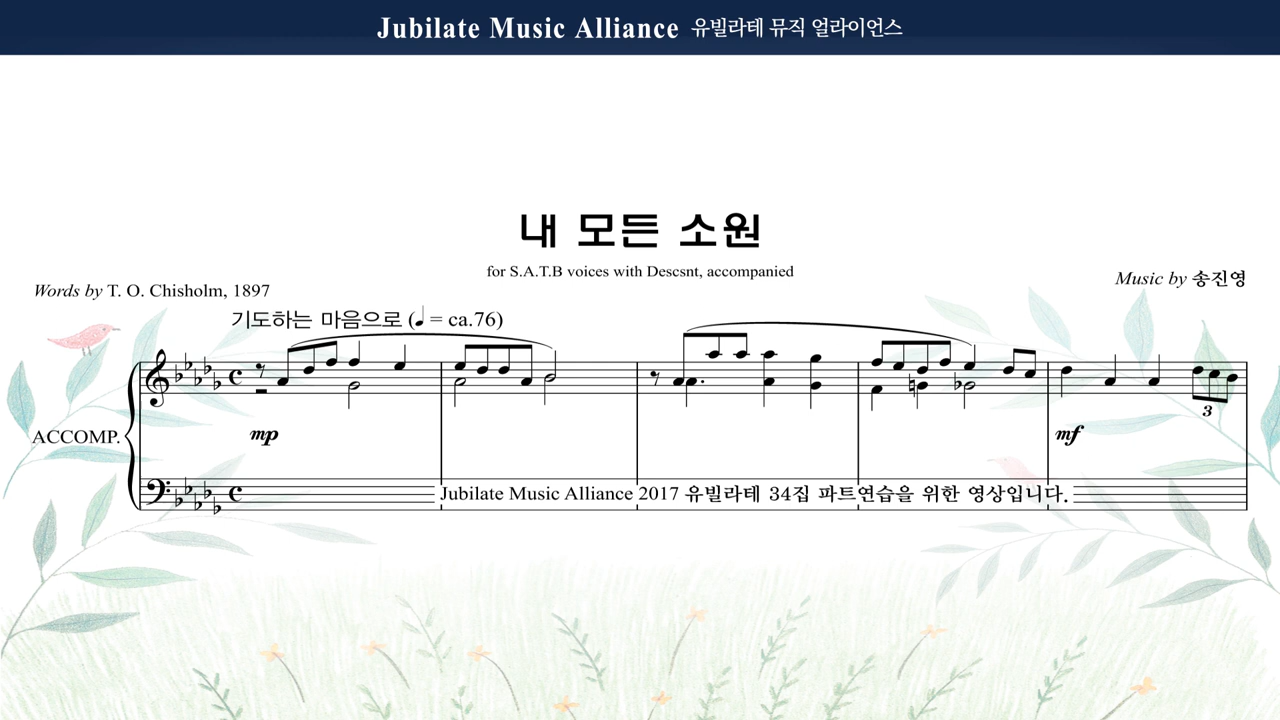 Jubilate Music Alliance 유빌라테 뮤직 얼라이언스
내 모든 소원
for S.A.T.B voices with Descsnt, accompanied
Words by T. O. Chisholm, 1897
Music by 송진영
기도하는 마음으로 (♩ = ca.76)
mp
ACCOMP.
mf
3
Jubilate Music Alliance 2017 유빌라테 34집 파트연습을 위한 영상입니다.